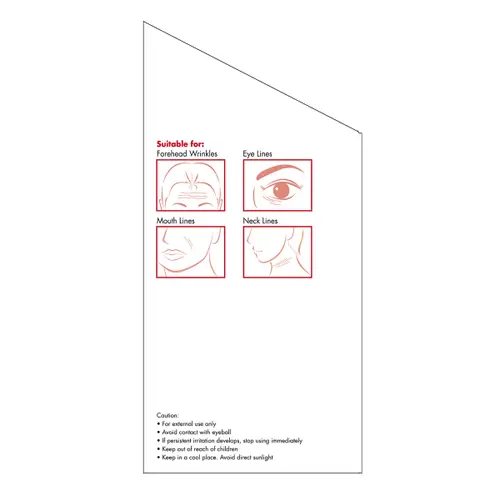 Suitable for:
Forehead Wrinkles
Eye Lines
Mouth Lines
Neck Lines
Caution:
• For external use only
• Avoid contact with eyeball
• If persistent irritation develops, stop using immediately
• Keep out of reach of children
• Keep in a cool place. Avoid direct sunlight